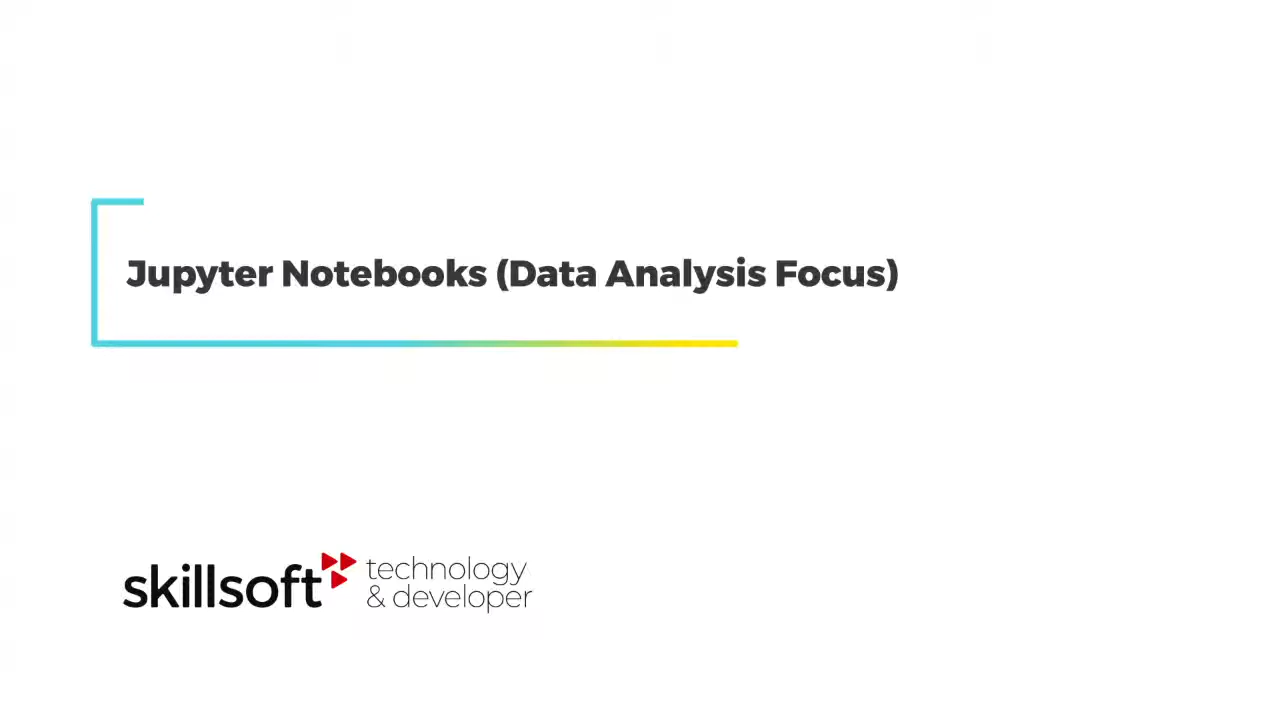 Jupyter Notebooks (Data Analysis Focus)
skillsoft technology
& developer